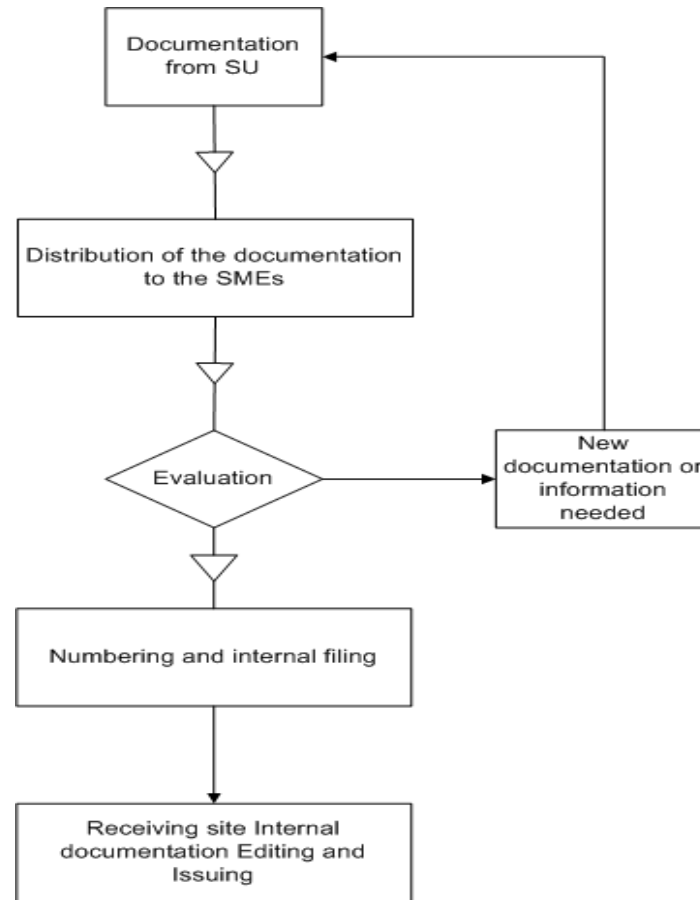 Documentation
from SU
Distribution of the documentation
to the SMEs
Evaluation
New
documentation or
information
needed
Numbering and internal filing
Receiving site Internal
documentation Editing and
Issuing